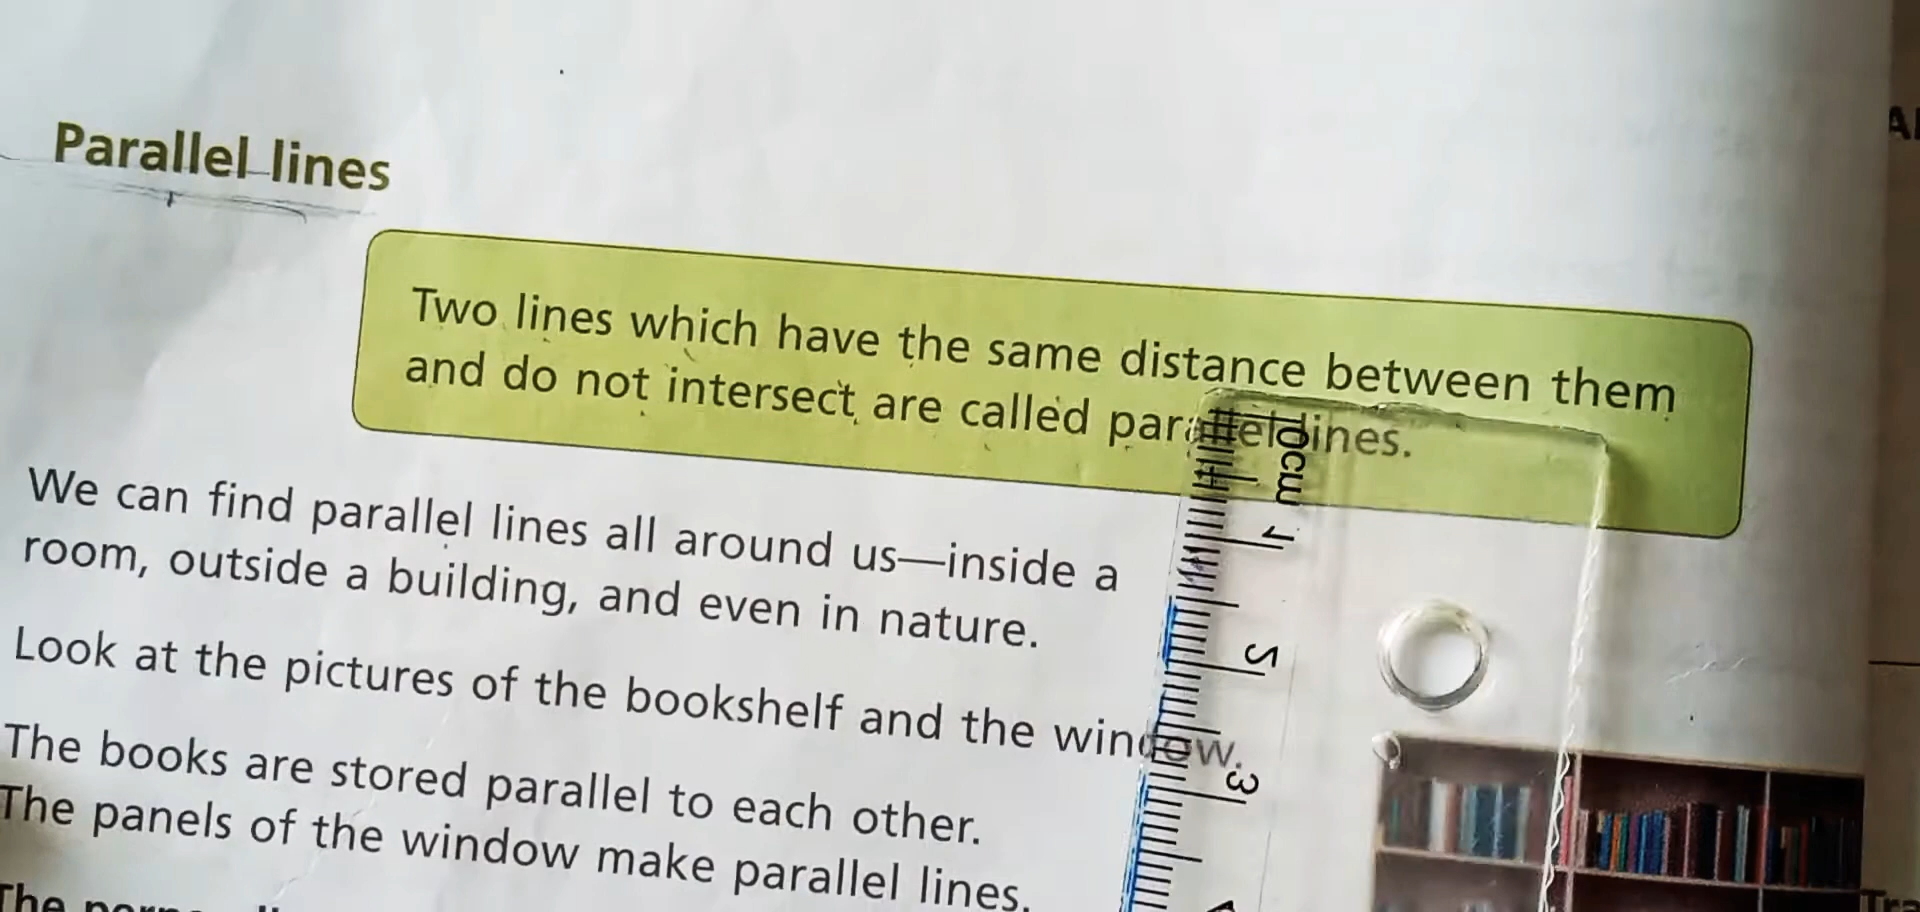 Parallel lines
Two lines which have the same distance between them
and do not intersect are called parallel lines.
We can find parallel lines all around us—inside a
room, outside a building, and even in nature.
Look at the pictures of the bookshelf and the window.
The books are stored parallel to each other.
The panels of the window make parallel lines.
The
0cm 1
2
3